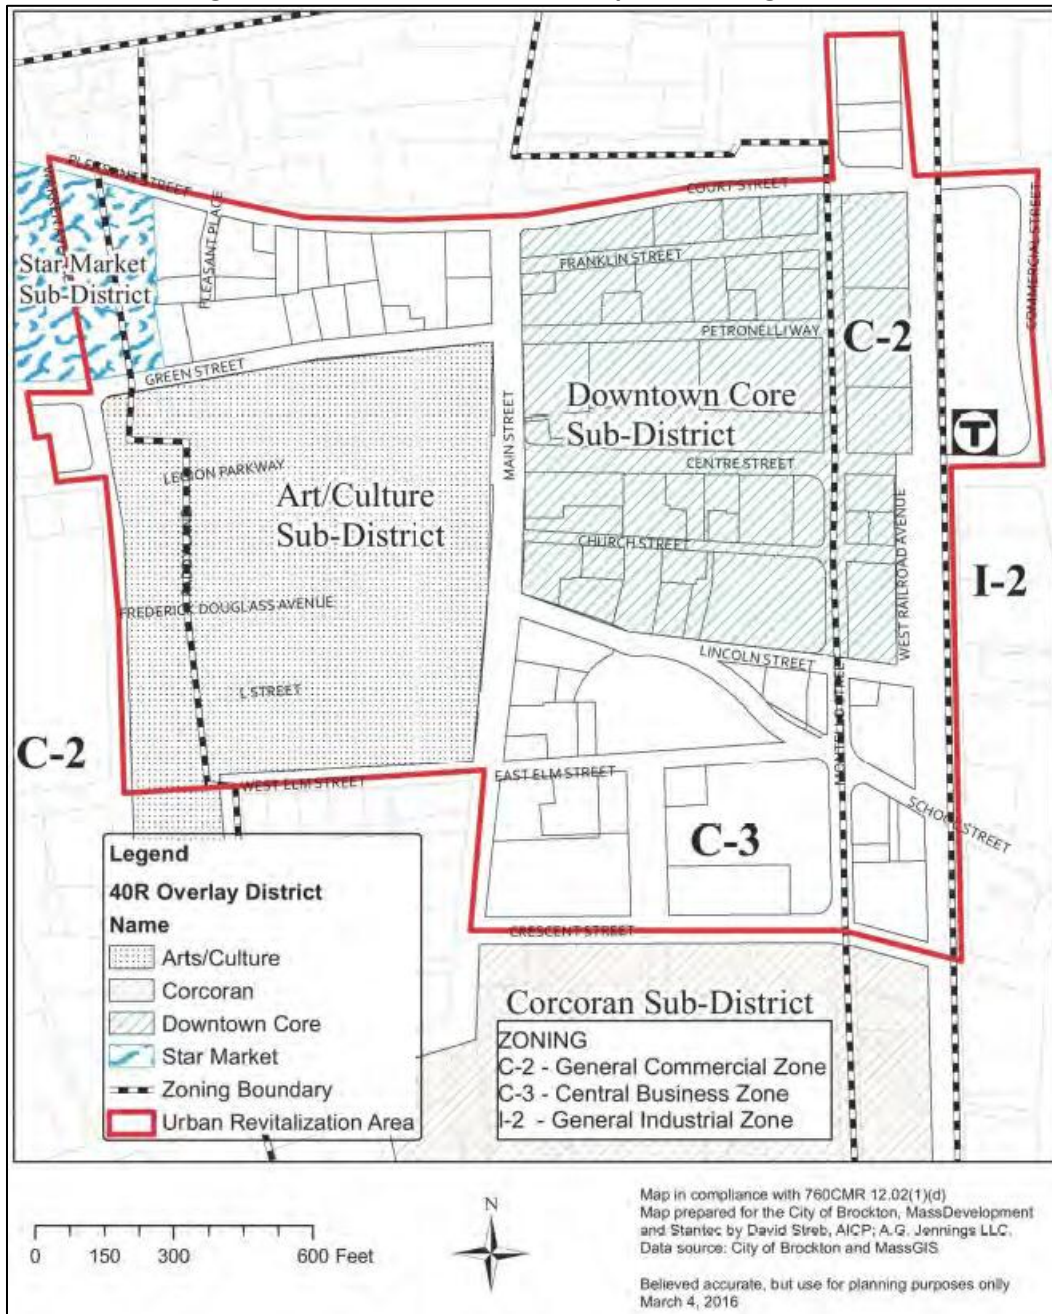 PLEASANT STREET
COURT STREET
PLEASANT PLACE
COMMERCIAL STREET
Star Market
Sub-District
FRANKLIN STREET
PETRONELLI WAY
C-2
GREEN STREET
Downtown Core
Sub-District
MAIN STREET
T
CENTRE STREET
LEGION PARKWAY
Art/Culture
Sub-District
WEST RAILROAD AVENUE
CHURCH STREET
I-2
FREDERICK DOUGLASS AVENUE
LINCOLN STREET
L STREET
C-2
WEST ELM STREET
EAST ELM STREET
SCHOOL STREET
C-3
CRESCENT STREET
Legend
40R Overlay District
Name
Arts/Culture
Corcoran
Downtown Core
Star Market
Zoning Boundary
Urban Revitalization Area
Corcoran Sub-District
ZONING
C-2 - General Commercial Zone
C-3 - Central Business Zone
I-2 - General Industrial Zone
0 150 300 600 Feet
N
Map in compliance with 760CMR 12.02(1)(d)
Map prepared for the City of Brockton, MassDevelopment
and Stantec by David Streb, AICP; A.G. Jennings LLC.
Data source: City of Brockton and MassGIS
Believed accurate, but use for planning purposes only
March 4, 2016